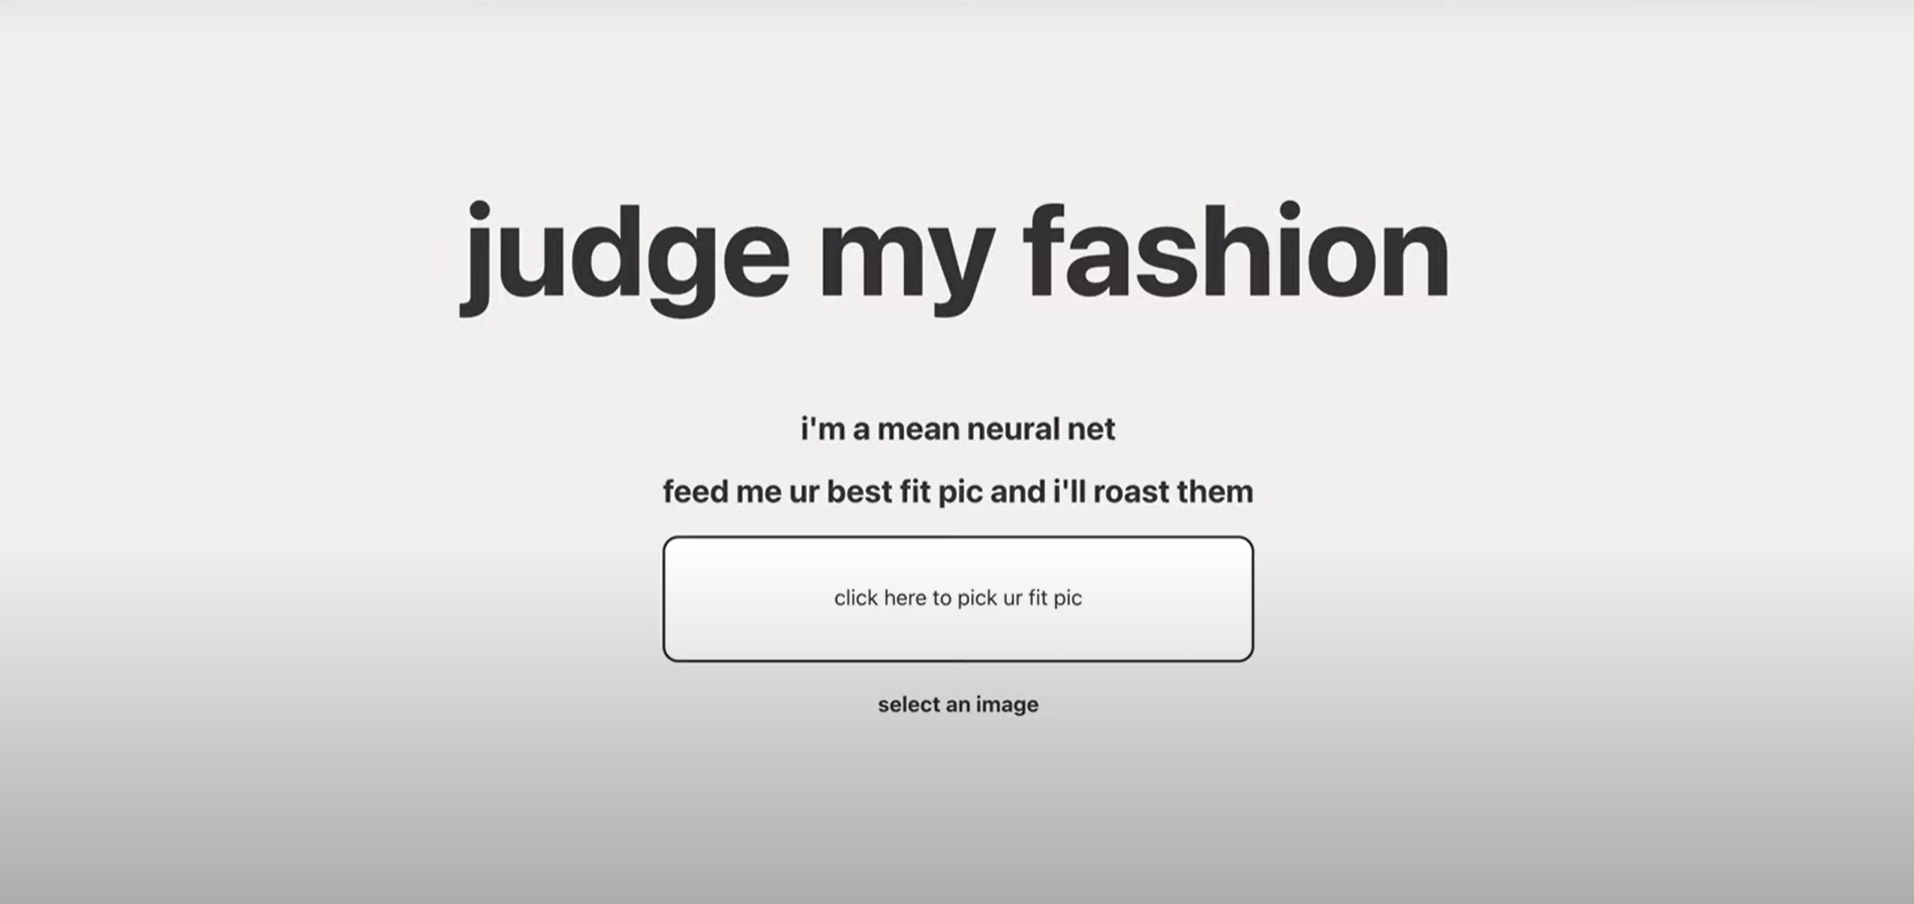 judge my fashion
i'm a mean neural net
feed me ur best fit pic and i'll roast them
click here to pick ur fit pic
select an image